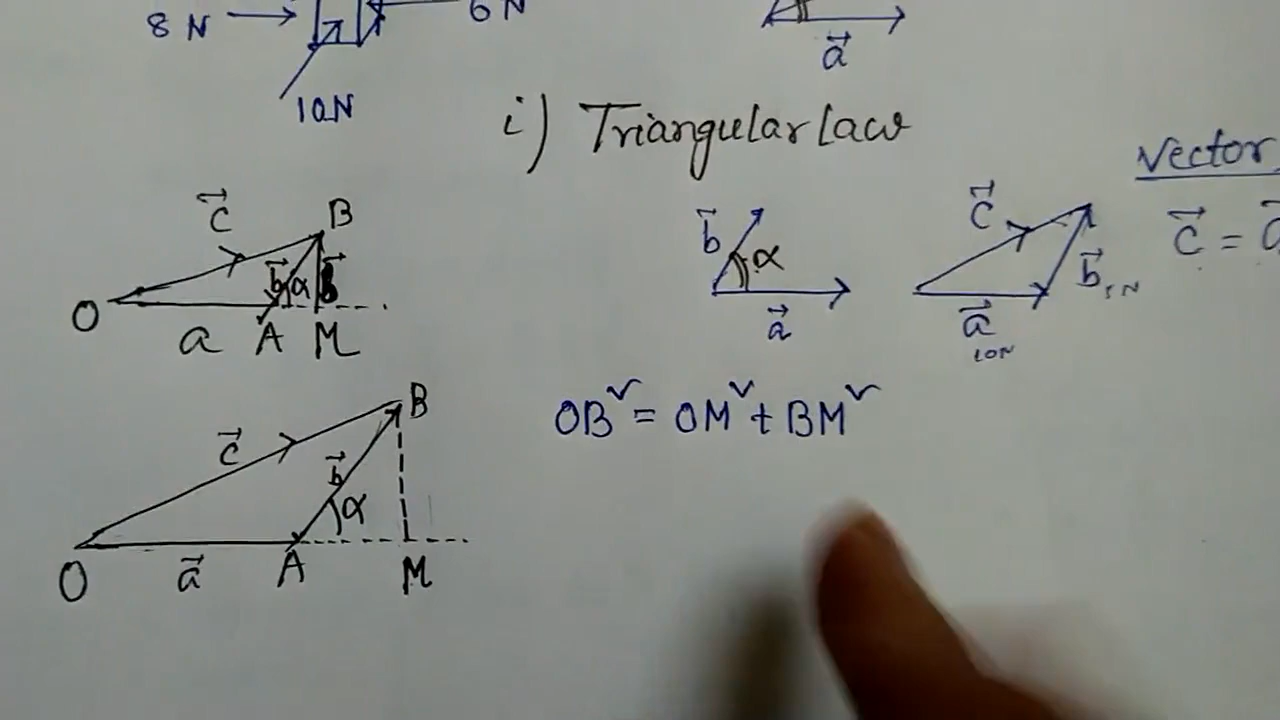 8 N
6 N
10N
a⃗
i) Triangular Law
Vector
c⃗ =
c⃗
B
b⃗
α
O
a
A
M
b⃗
α
a⃗
c⃗
b⃗ 5N
a⃗
10N
OB² = OM² + BM²
c⃗
B
b⃗
α
O
a⃗
A
M